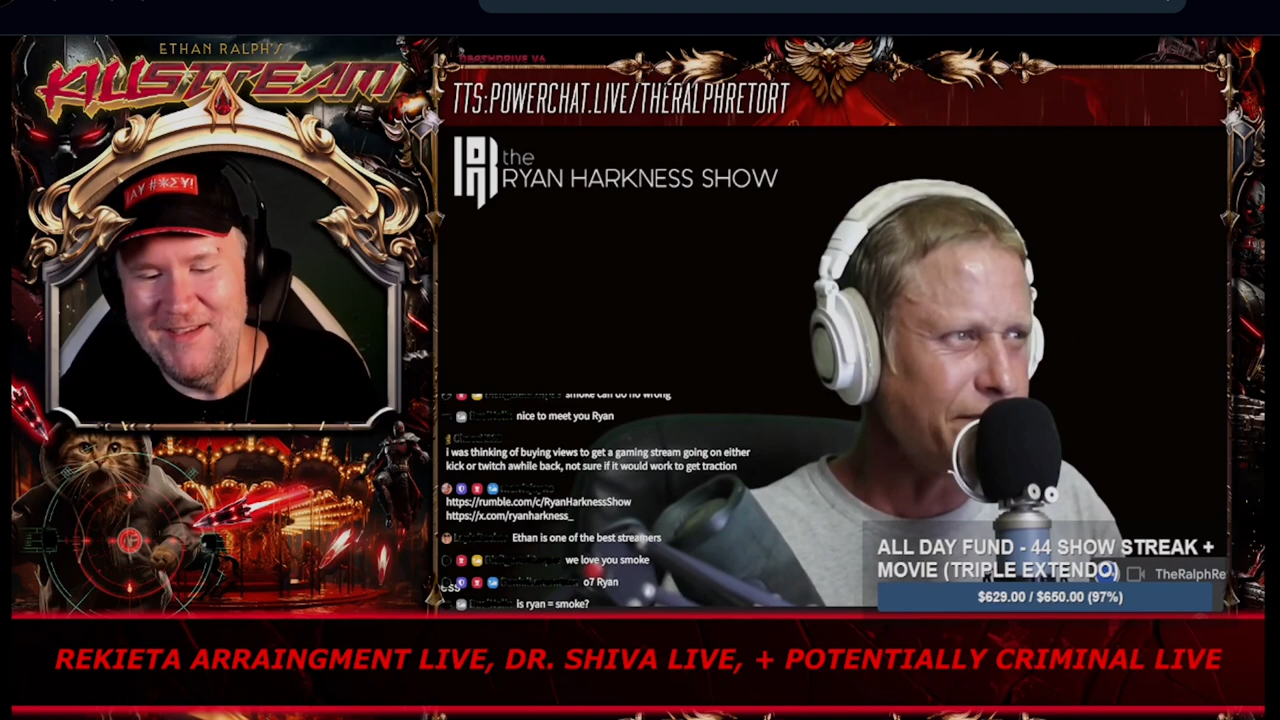 ETHAN RALPH'S
KILLSTREAM
AY #※Σץ!
TTS:POWERCHAT.LIVE/THERALPHRETORT
the
RYAN HARKNESS SHOW
smoke can do no wrong
nice to meet you Ryan
i was thinking of buying views to get a gaming stream going on either
kick or twitch awhile back, not sure if it would work to get traction
https://rumble.com/c/RyanHarknessShow
https://x.com/ryanharkness_
Ethan is one of the best streamers
we love you smoke
o7 Ryan
is ryan = smoke?
ess
ALL DAY FUND - 44 SHOW STREAK +
MOVIE (TRIPLE EXTENDO)
TheRalphRe
$629.00 / $650.00 (97%)
REKIETA ARRAINGMENT LIVE, DR. SHIVA LIVE, + POTENTIALLY CRIMINAL LIVE